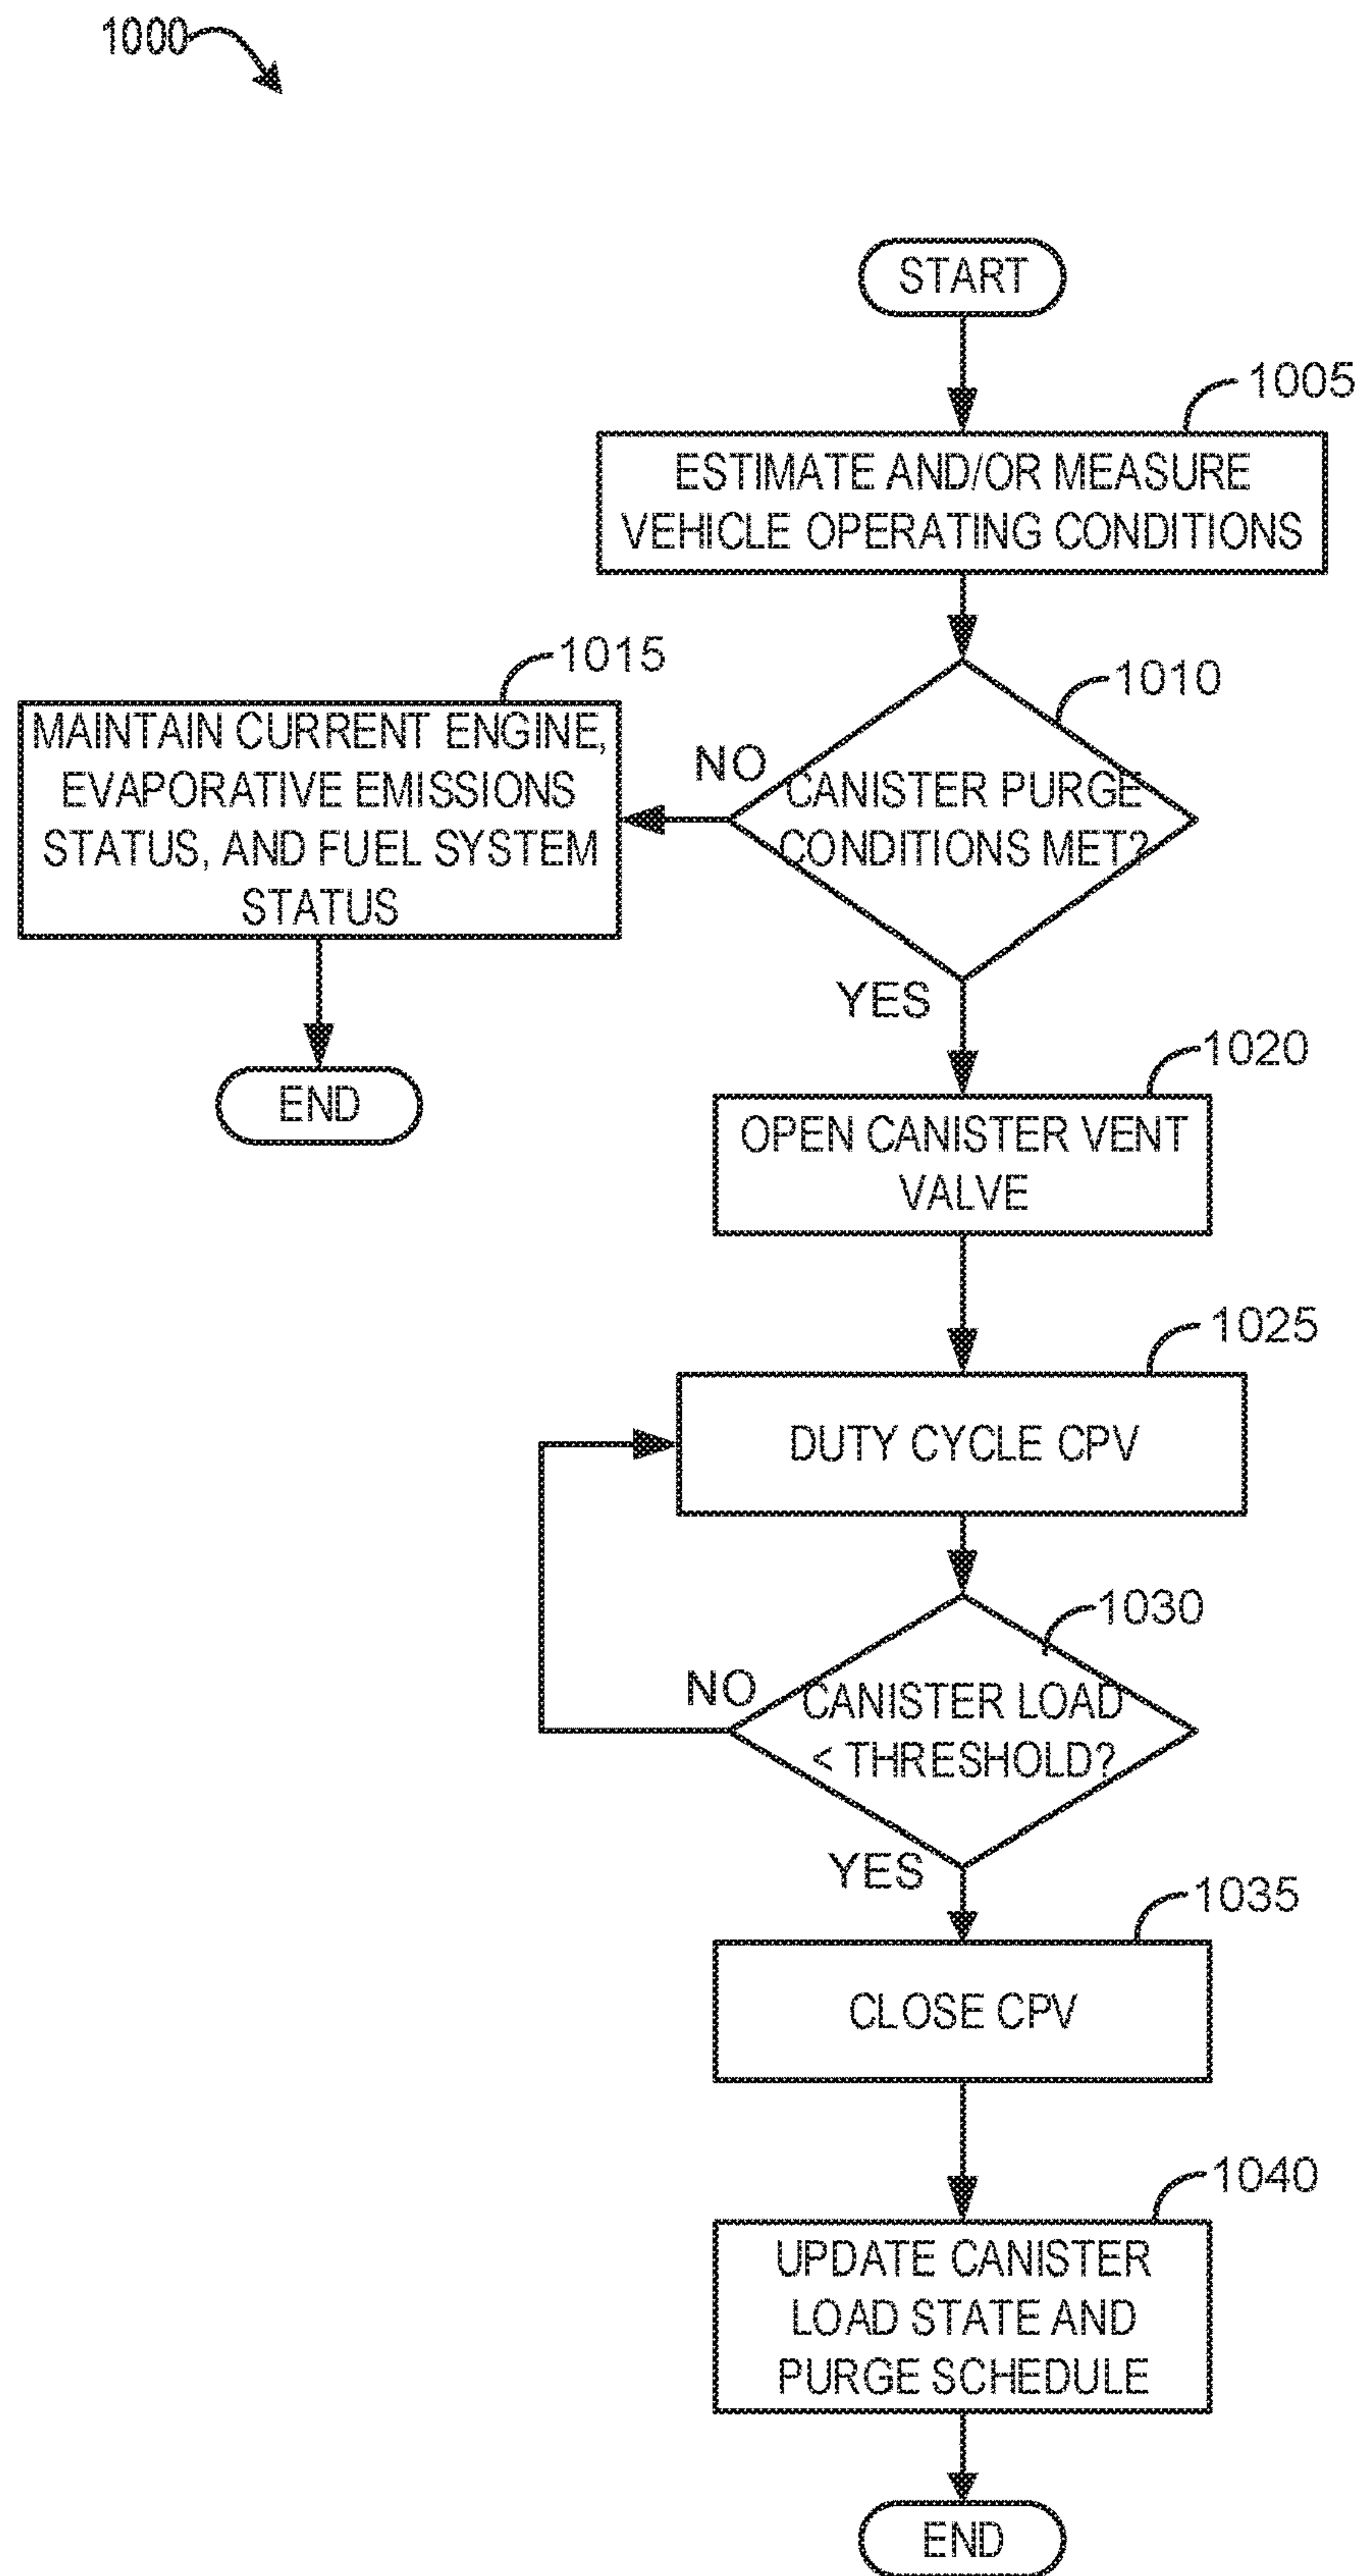 1000
START
1005
ESTIMATE AND/OR MEASURE
VEHICLE OPERATING CONDITIONS
1010
CANISTER PURGE
CONDITIONS MET?
NO
1015
MAINTAIN CURRENT ENGINE,
EVAPORATIVE EMISSIONS
STATUS, AND FUEL SYSTEM
STATUS
END
YES
1020
OPEN CANISTER VENT
VALVE
1025
DUTY CYCLE CPV
1030
NO
CANISTER LOAD
< THRESHOLD?
YES
1035
CLOSE CPV
1040
UPDATE CANISTER
LOAD STATE AND
PURGE SCHEDULE
END